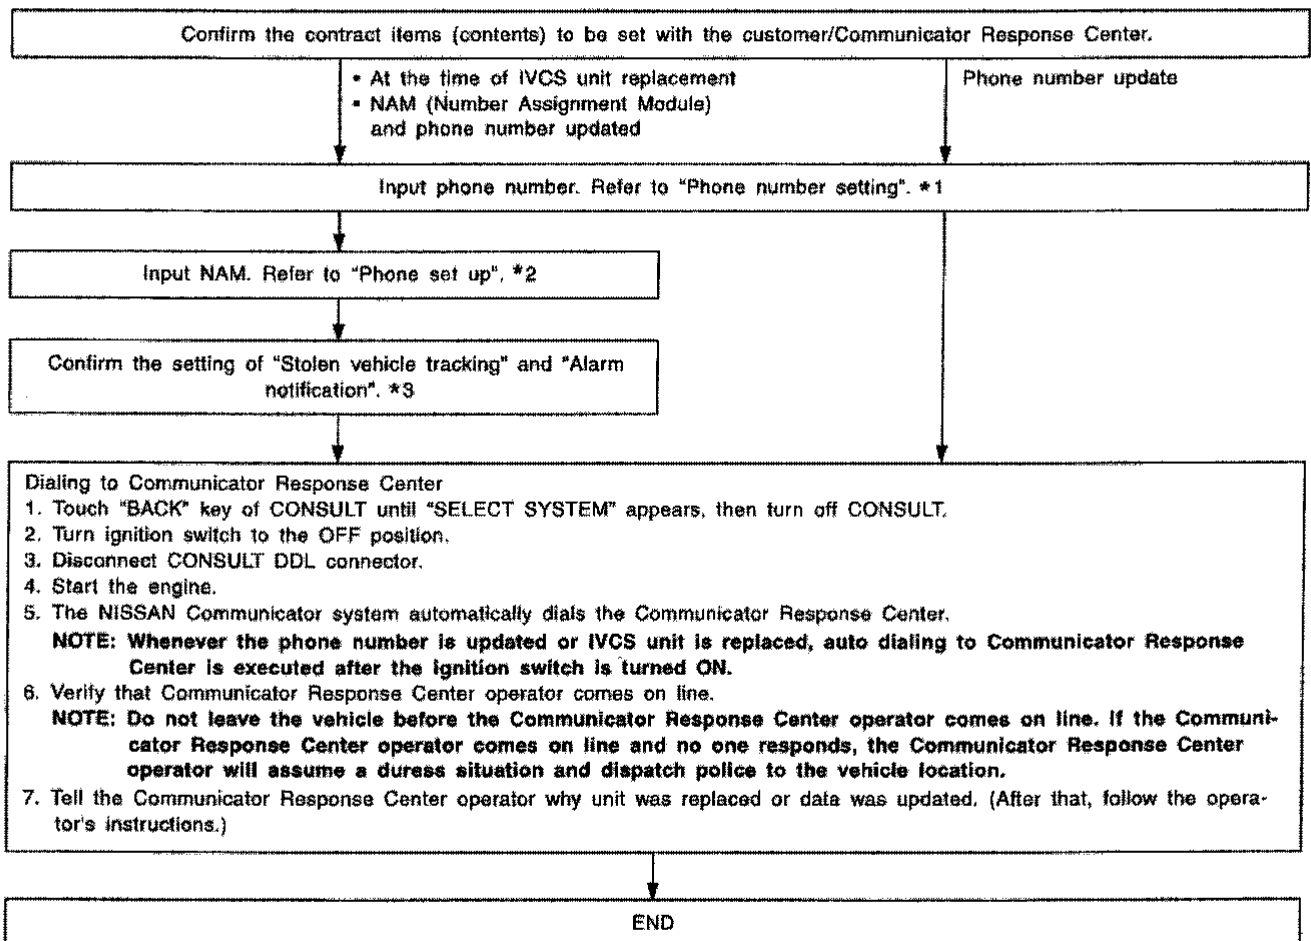 Confirm the contract items (contents) to be set with the customer/Communicator Response Center.
• At the time of IVCS unit replacement
• NAM (Number Assignment Module)
and phone number updated
Phone number update
Input phone number. Refer to "Phone number setting". *1
Input NAM. Refer to "Phone set up". *2
Confirm the setting of "Stolen vehicle tracking" and "Alarm
notification". *3
Dialing to Communicator Response Center
1. Touch "BACK" key of CONSULT until "SELECT SYSTEM" appears, then turn off CONSULT.
2. Turn ignition switch to the OFF position.
3. Disconnect CONSULT DDL connector.
4. Start the engine.
5. The NISSAN Communicator system automatically dials the Communicator Response Center.
NOTE: Whenever the phone number is updated or IVCS unit is replaced, auto dialing to Communicator Response
Center is executed after the ignition switch is turned ON.
6. Verify that Communicator Response Center operator comes on line.
NOTE: Do not leave the vehicle before the Communicator Response Center operator comes on line. If the Communi-
cator Response Center operator comes on line and no one responds, the Communicator Response Center
operator will assume a duress situation and dispatch police to the vehicle location.
7. Tell the Communicator Response Center operator why unit was replaced or data was updated. (After that, follow the opera-
tor's instructions.)
END